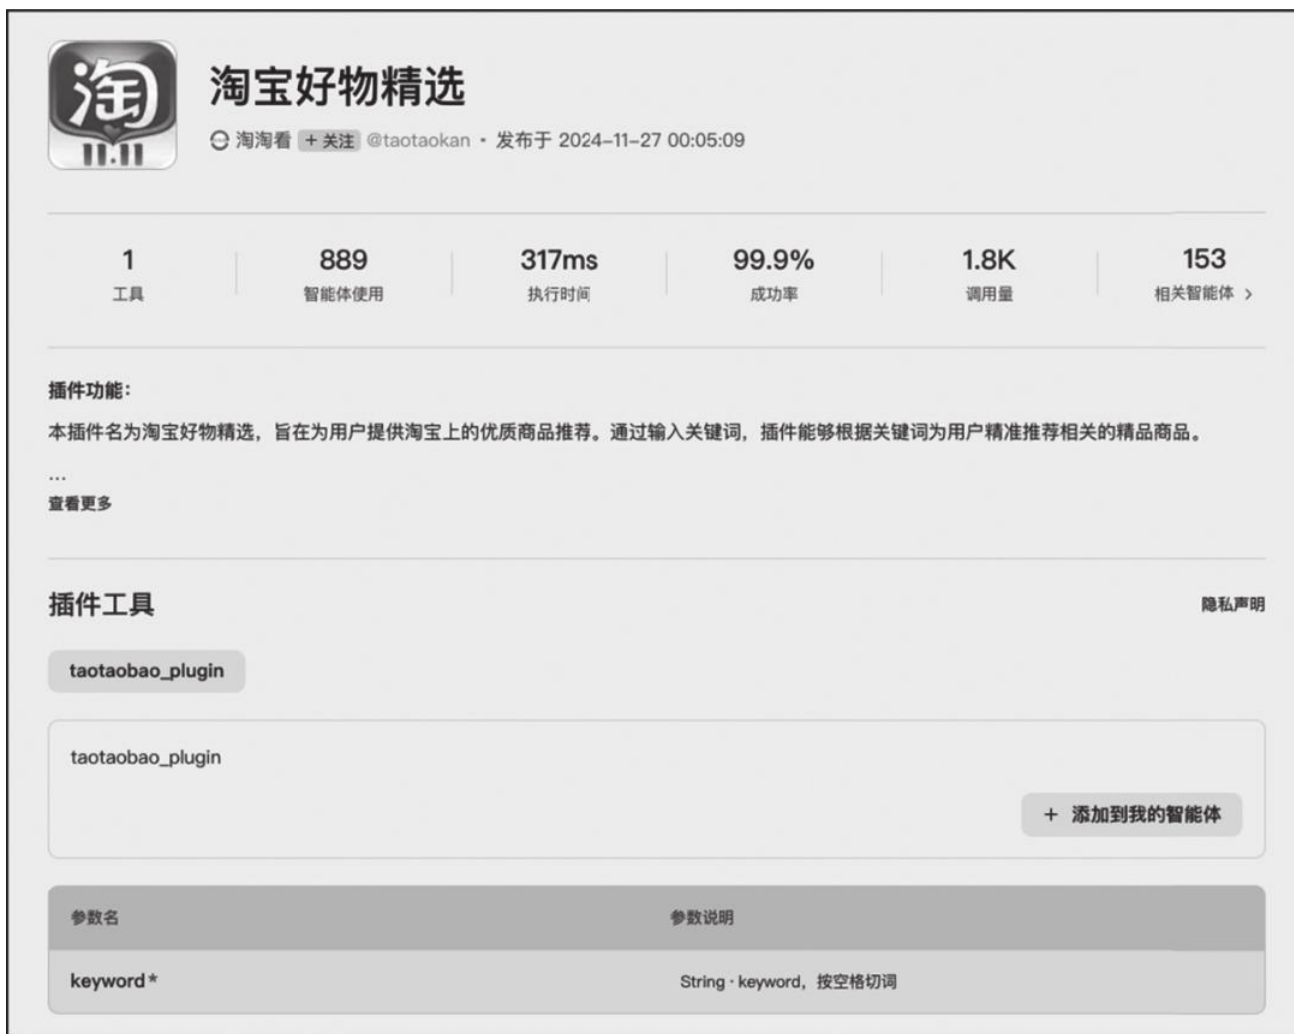 淘
11.11
淘宝好物精选
淘淘看 + 关注 @taotaokan · 发布于 2024-11-27 00:05:09
1 889 317ms 99.9% 1.8K 153
工具 智能体使用 执行时间 成功率 调用量 相关智能体 >
插件功能：
本插件名为淘宝好物精选，旨在为用户提供淘宝上的优质商品推荐。通过输入关键词，插件能够根据关键词为用户精准推荐相关的精品商品。
...
查看更多
插件工具 隐私声明
taotaobao_plugin
taotaobao_plugin
+ 添加到我的智能体
参数名 参数说明
keyword* String · keyword，按空格切词